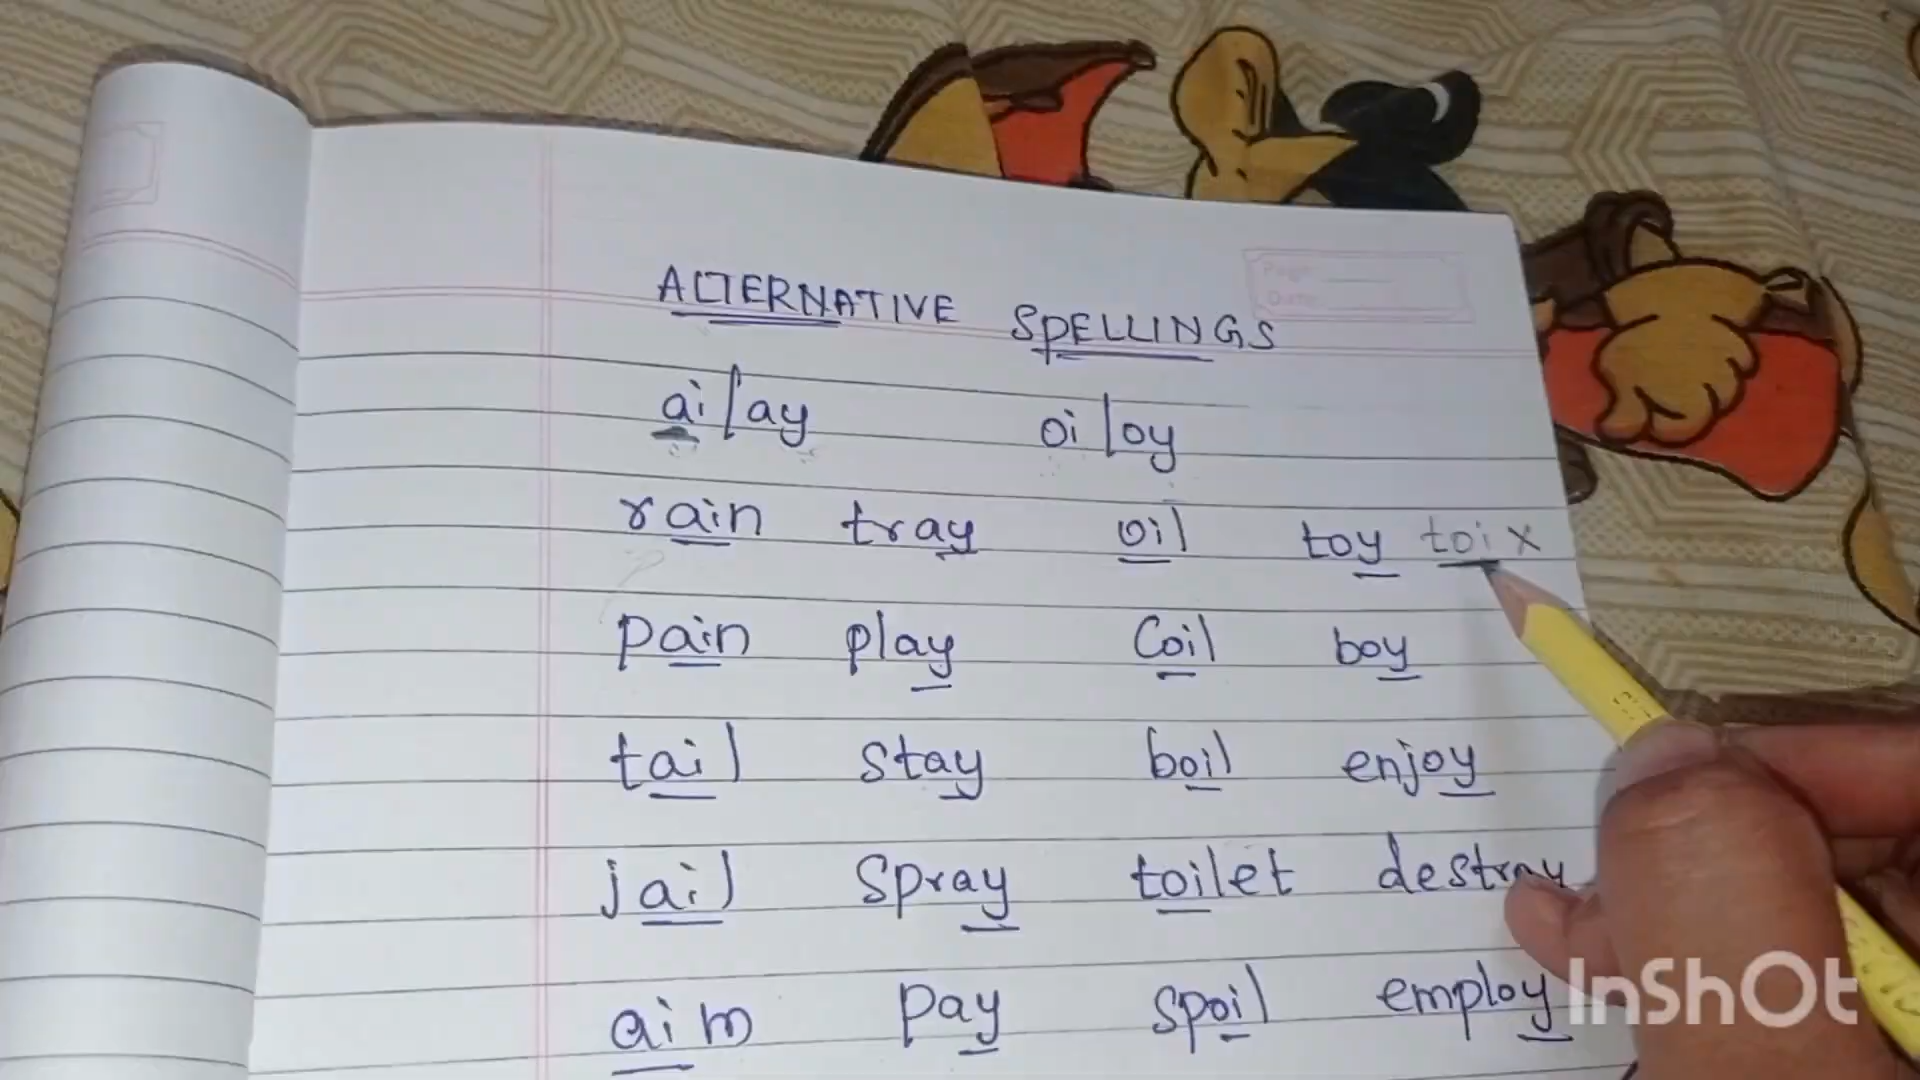 ALTERNATIVE SPELLINGS
ai/ay oi/oy
rain tray oil toy toi x
pain play Coil boy
tail stay boil enjoy
jail spray toilet destroy
aim pay spoil employ
InShOt